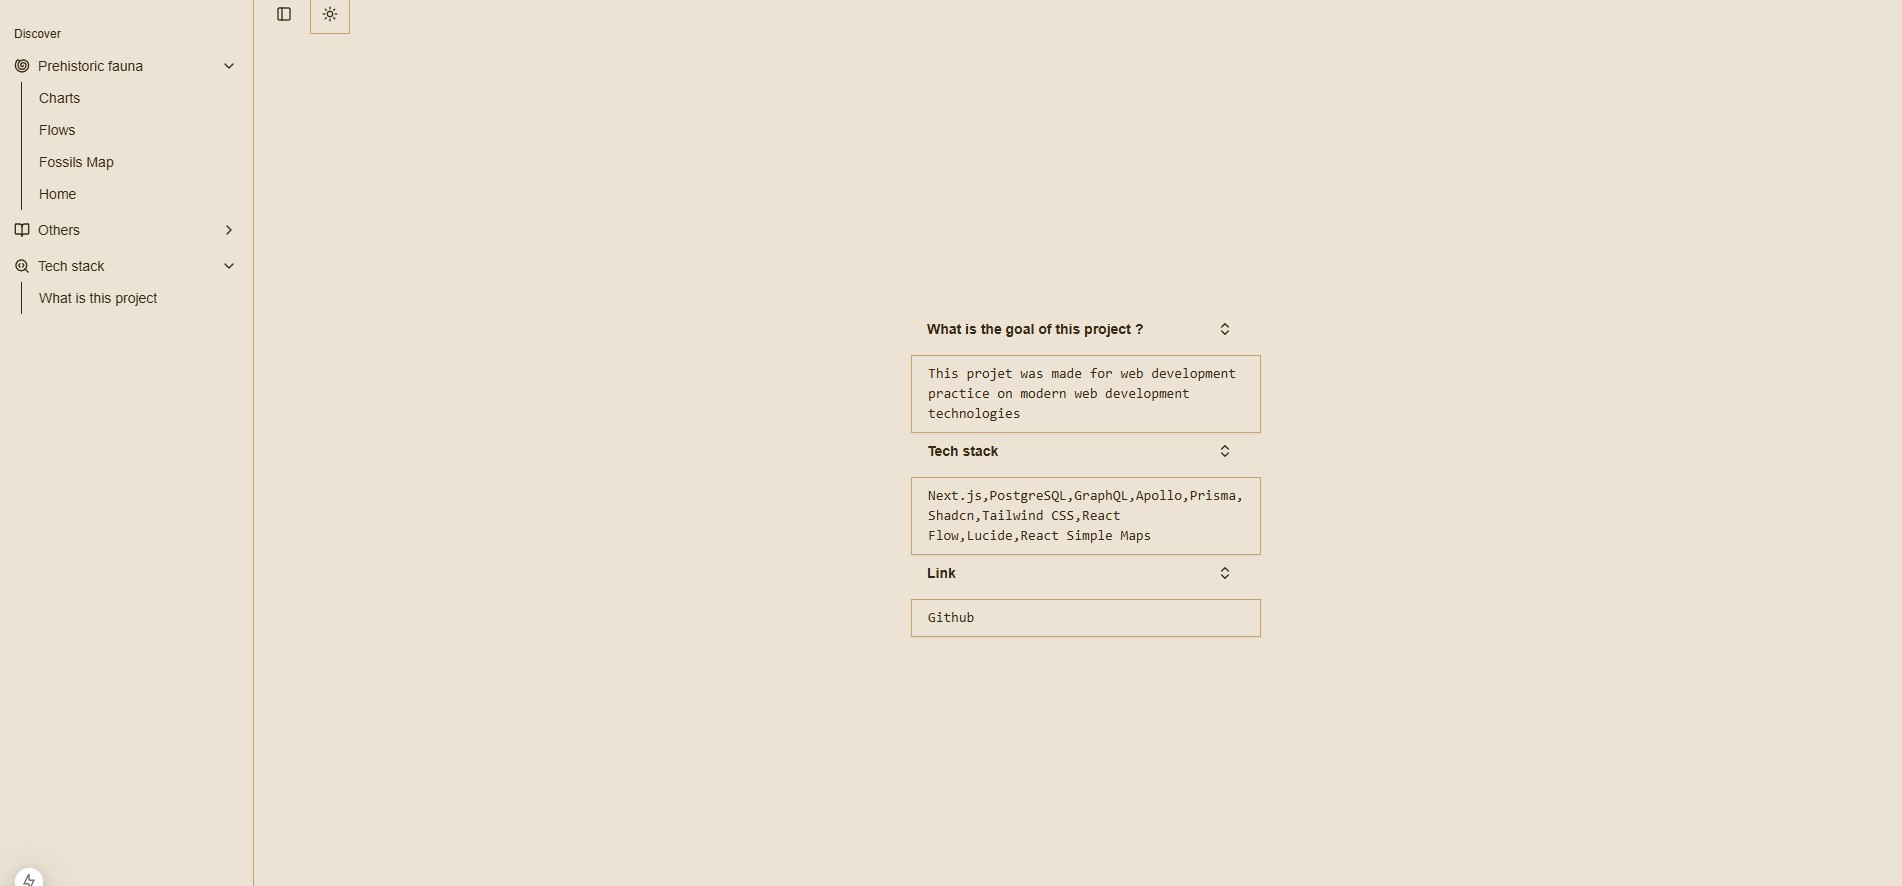 Discover
Prehistoric fauna
Charts
Flows
Fossils Map
Home
Others
Tech stack
What is this project
What is the goal of this project ?
This projet was made for web development
practice on modern web development
technologies
Tech stack
Next.js,PostgreSQL,GraphQL,Apollo,Prisma,
Shadcn,Tailwind CSS,React
Flow,Lucide,React Simple Maps
Link
Github